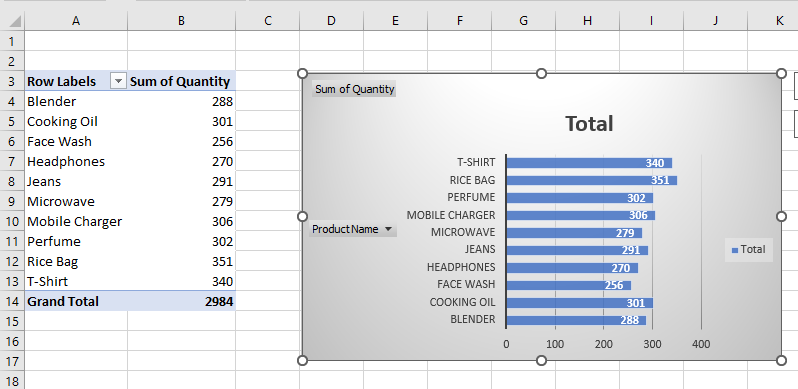 A B C D E F G H I J K
1
2
3 Row Labels Sum of Quantity
4 Blender 288
5 Cooking Oil 301
6 Face Wash 256
7 Headphones 270
8 Jeans 291
9 Microwave 279
10 Mobile Charger 306
11 Perfume 302
12 Rice Bag 351
13 T-Shirt 340
14 Grand Total 2984
15
16
17
18
Sum of Quantity
Total
T-SHIRT 340
RICE BAG 351
PERFUME 302
MOBILE CHARGER 306
MICROWAVE 279
JEANS 291
HEADPHONES 270
FACE WASH 256
COOKING OIL 301
BLENDER 288
0 100 200 300 400
Product Name
Total